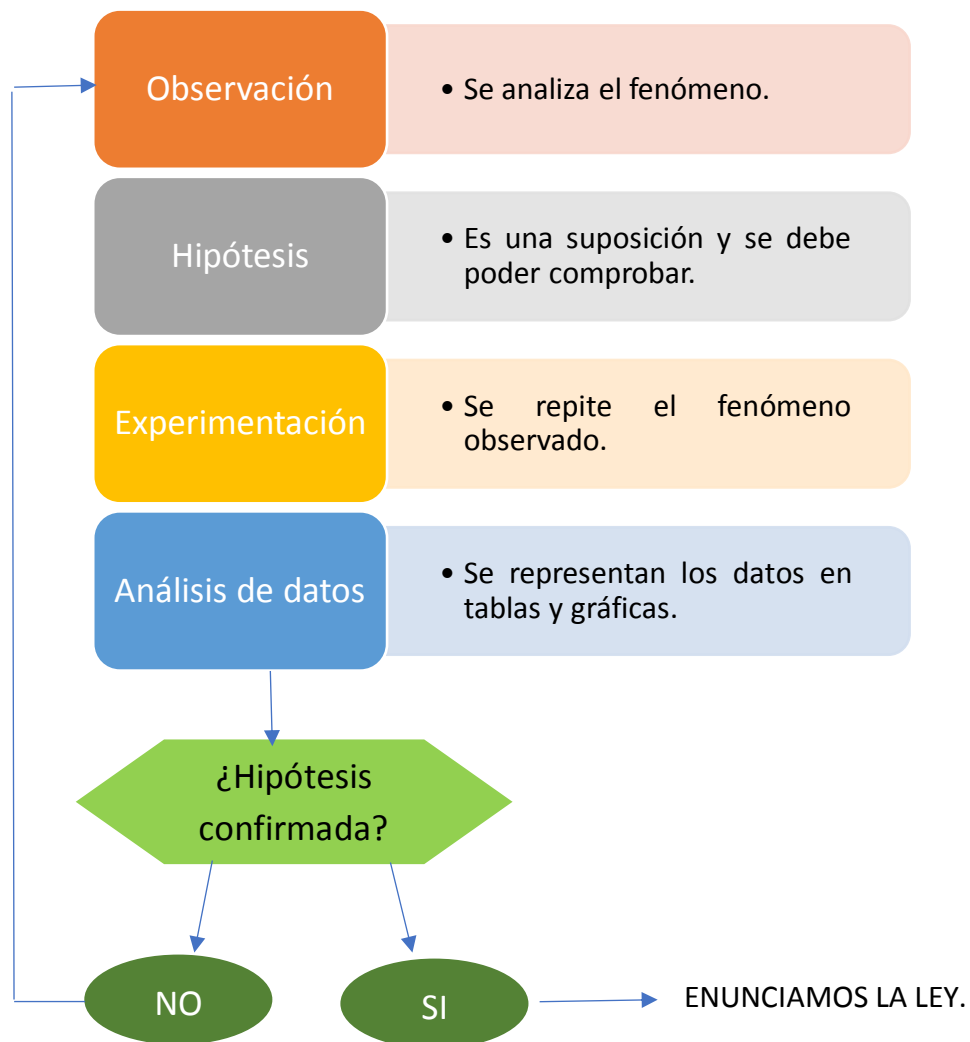 Observación
• Se analiza el fenómeno.
Hipótesis
• Es una suposición y se debe
poder comprobar.
Experimentación
• Se repite el fenómeno
observado.
Análisis de datos
• Se representan los datos en
tablas y gráficas.
¿Hipótesis
confirmada?
NO
SI
ENUNCIAMOS LA LEY.